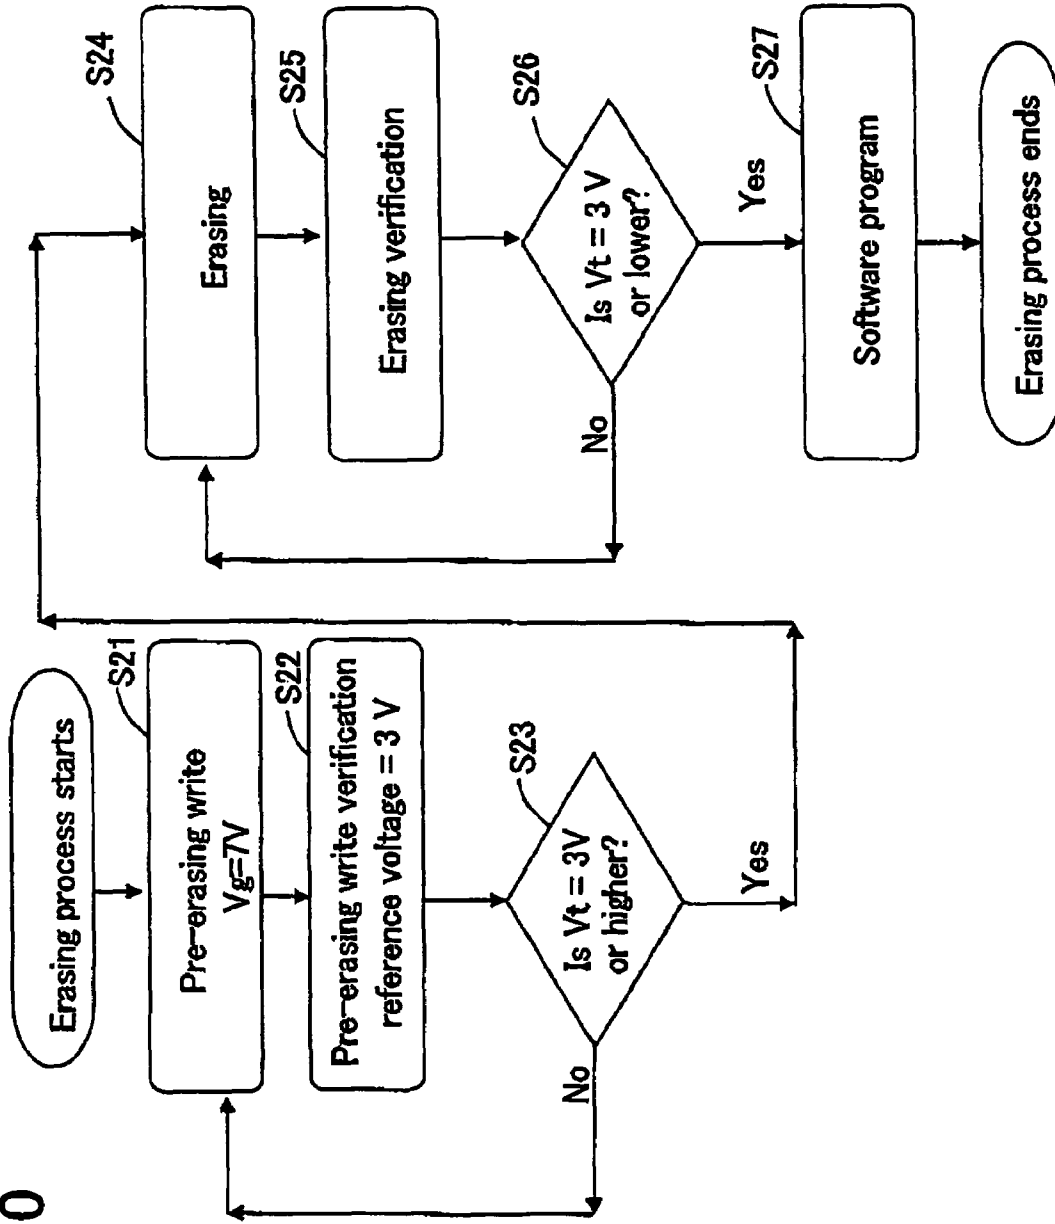 0
Erasing process starts
S21
Pre-erasing write
Vg=7V
S22
Pre-erasing write verification
reference voltage = 3 V
S23
Is Vt = 3V
or higher?
No
Yes
S24
Erasing
S25
Erasing verification
S26
Is Vt = 3 V
or lower?
No
Yes
S27
Software program
Erasing process ends